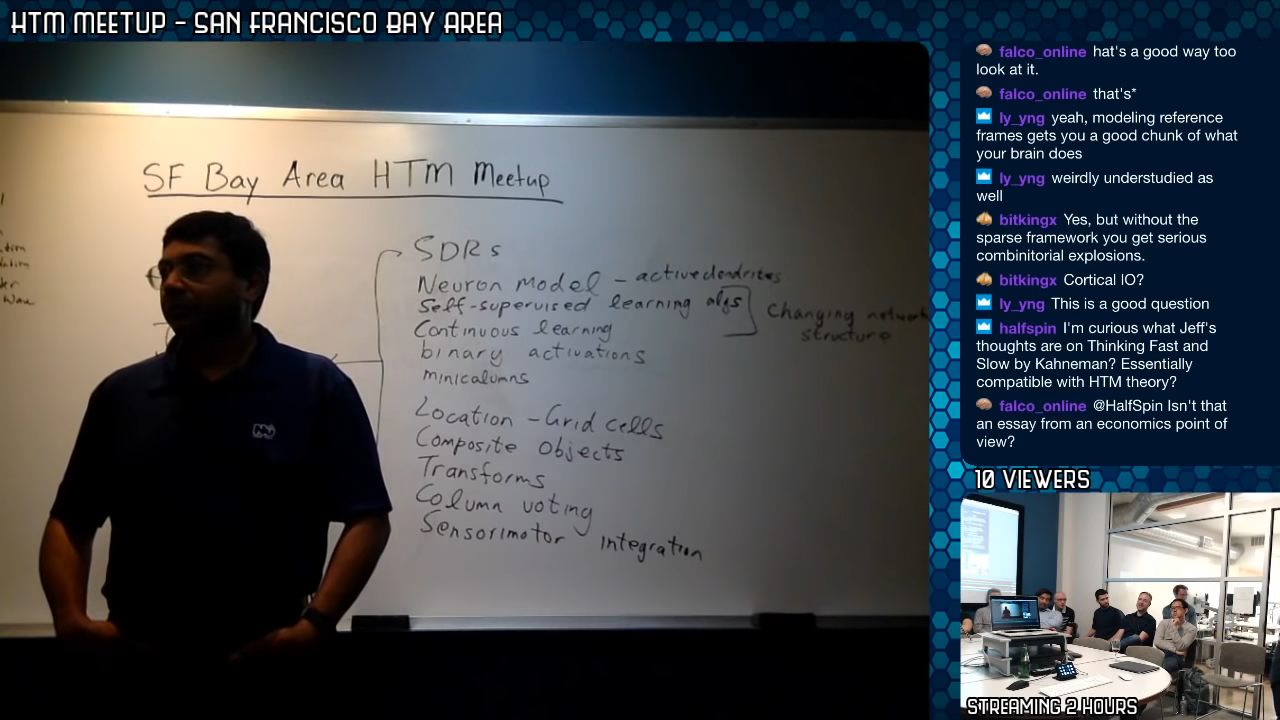 HTM MEETUP - SAN FRANCISCO BAY AREA
SF Bay Area HTM Meetup
SDRs
Neuron model - active dendrites
Self-supervised learning algs
Changing network
structure
Continuous learning
binary activations
minicalumns
Location - Grid cells
Composite Objects
Transforms
Column voting
Sensorimotor integration
falco_online hat's a good way too
look at it.
falco_online that's*
ly_yng yeah, modeling reference
frames gets you a good chunk of what
your brain does
ly_yng weirdly understudied as
well
bitkingx Yes, but without the
sparse framework you get serious
combinitorial explosions.
bitkingx Cortical IO?
ly_yng This is a good question
halfspin I'm curious what Jeff's
thoughts are on Thinking Fast and
Slow by Kahneman? Essentially
compatible with HTM theory?
falco_online @HalfSpin Isn't that
an essay from an economics point of
view?
10 VIEWERS
STREAMING 2 HOURS